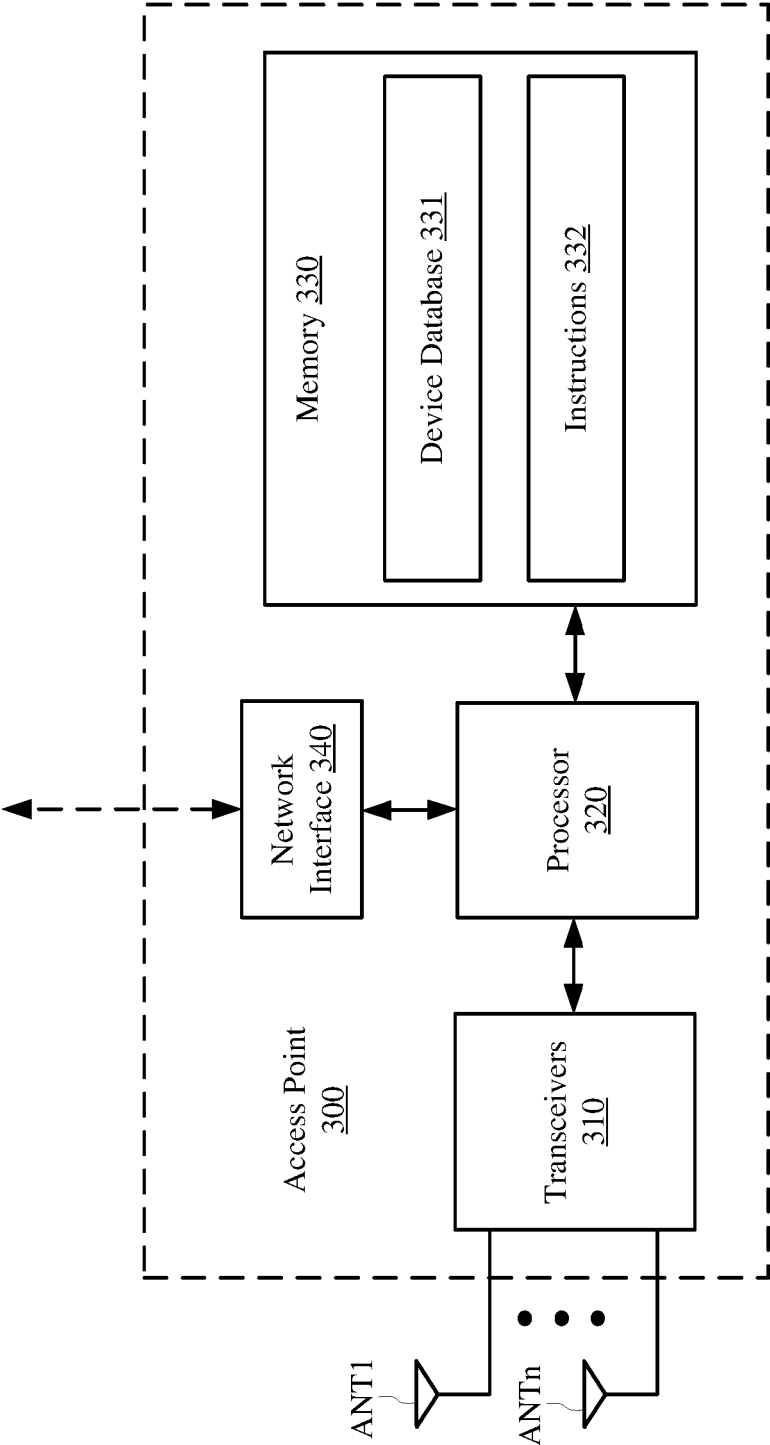 Access Point
300
Network
Interface 340
Memory 330
Device Database 331
Instructions 332
ANT1
ANTn
Transceivers
310
Processor
320